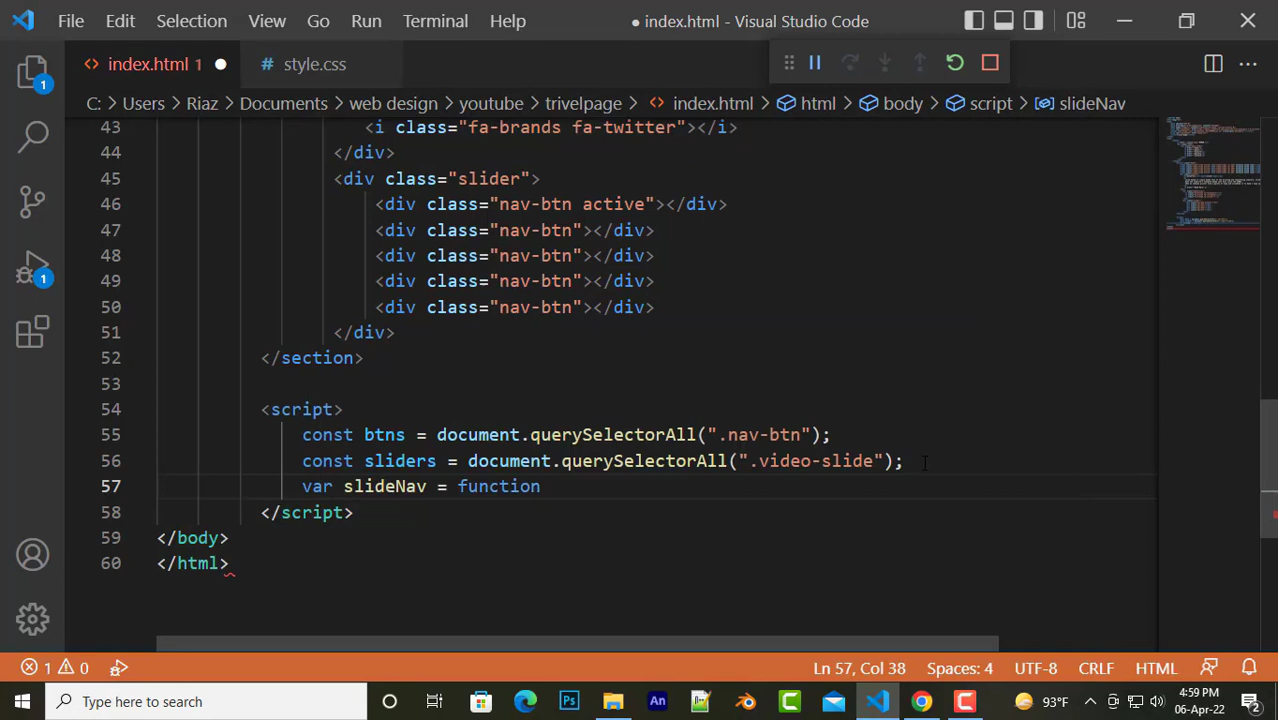 File Edit Selection View Go Run Terminal Help ● index.html - Visual Studio Code
<> index.html 1 ● # style.css
C: > Users > Riaz > Documents > web design > youtube > trivelpage > <> index.html > html > body > script > slideNav
43 <i class="fa-brands fa-twitter"></i>
44 </div>
45 <div class="slider">
46 <div class="nav-btn active"></div>
47 <div class="nav-btn"></div>
48 <div class="nav-btn"></div>
49 <div class="nav-btn"></div>
50 <div class="nav-btn"></div>
51 </div>
52 </section>
53
54 <script>
55 const btns = document.querySelectorAll(".nav-btn");
56 const sliders = document.querySelectorAll(".video-slide");
57 var slideNav = function
58 </script>
59 </body>
60 </html>
1
1
1 0 Ln 57, Col 38 Spaces: 4 UTF-8 CRLF HTML
Type here to search Ps An 93°F 4:59 PM
06-Apr-22 2